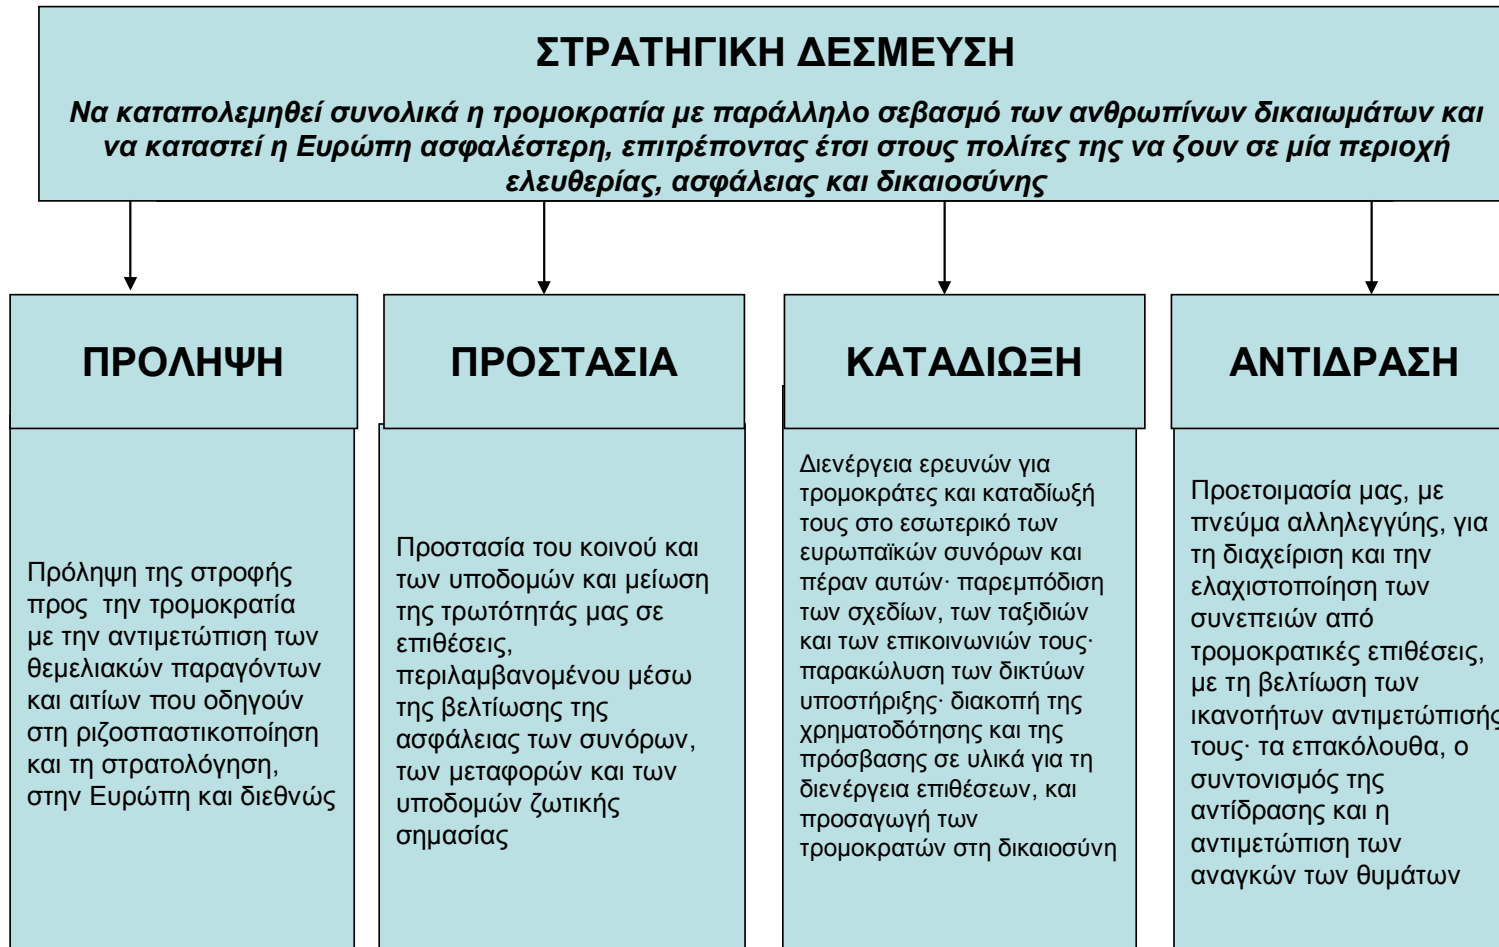 ΣΤΡΑΤΗΓΙΚΗ ΔΕΣΜΕΥΣΗ
Να καταπολεμηθεί συνολικά η τρομοκρατία με παράλληλο σεβασμό των ανθρωπίνων δικαιωμάτων και
να καταστεί η Ευρώπη ασφαλέστερη, επιτρέποντας έτσι στους πολίτες της να ζουν σε μία περιοχή
ελευθερίας, ασφάλειας και δικαιοσύνης
ΠΡΟΛΗΨΗ
Πρόληψη της στροφής
προς την τρομοκρατία
με την αντιμετώπιση των
θεμελιακών παραγόντων
και αιτίων που οδηγούν
στη ριζοσπαστικοποίηση
και τη στρατολόγηση,
στην Ευρώπη και διεθνώς
ΠΡΟΣΤΑΣΙΑ
Προστασία του κοινού και
των υποδομών και μείωση
της τρωτότητάς μας σε
επιθέσεις,
περιλαμβανομένου μέσω
της βελτίωσης της
ασφάλειας των συνόρων,
των μεταφορών και των
υποδομών ζωτικής
σημασίας
ΚΑΤΑΔΙΩΞΗ
Διενέργεια ερευνών για
τρομοκράτες και καταδίωξή
τους στο εσωτερικό των
ευρωπαϊκών συνόρων και
πέραν αυτών· παρεμπόδιση
των σχεδίων, των ταξιδιών
και των επικοινωνιών τους·
παρακώλυση των δικτύων
υποστήριξης· διακοπή της
χρηματοδότησης και της
πρόσβασης σε υλικά για τη
διενέργεια επιθέσεων, και
προσαγωγή των
τρομοκρατών στη δικαιοσύνη
ΑΝΤΙΔΡΑΣΗ
Προετοιμασία μας, με
πνεύμα αλληλεγγύης, για
τη διαχείριση και την
ελαχιστοποίηση των
συνεπειών από
τρομοκρατικές επιθέσεις,
με τη βελτίωση των
ικανοτήτων αντιμετώπισής
τους· τα επακόλουθα, ο
συντονισμός της
αντίδρασης και η
αντιμετώπιση των
αναγκών των θυμάτων